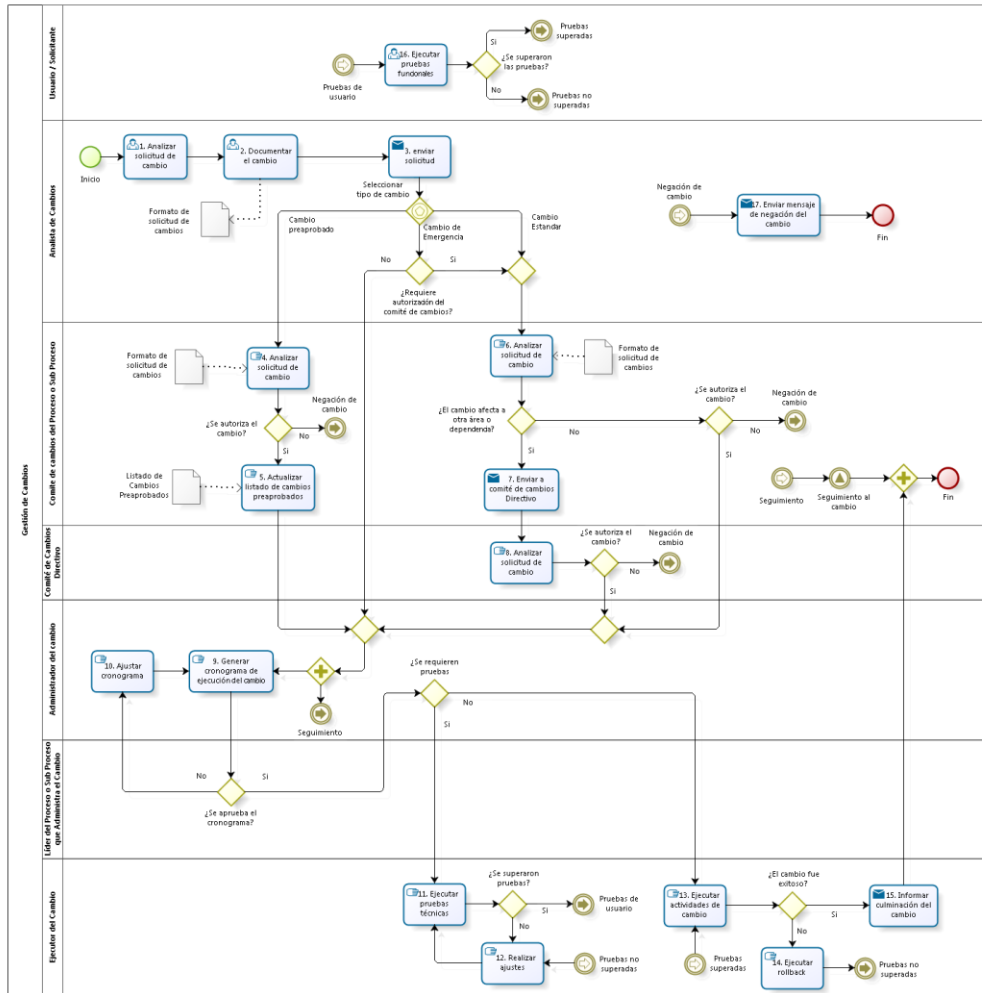 Gestión de Cambios
Usuario / Solicitante
Pruebas de
usuario
16. Ejecutar
pruebas
funcionales
Si
¿Se superaron
las pruebas?
No
Pruebas
superadas
Pruebas no
superadas
Analista de Cambios
Inicio
1. Analizar
solicitud de
cambio
2. Documentar
el cambio
3. enviar
solicitud
Formato de
solicitud de
cambios
Seleccionar
tipo de cambio
Cambio
preaprobado
Cambio de
Emergencia
Cambio
Estandar
No
Si
¿Requiere
autorización del
comité de cambios?
Negación de
cambio
17. Enviar mensaje
de negación del
cambio
Fin
Comite de cambios del Proceso o Sub Proceso
Formato de
solicitud de
cambios
4. Analizar
solicitud de
cambio
¿Se autoriza el
cambio?
No
Si
Negación de
cambio
Listado de
Cambios
Preaprobados
5. Actualizar
listado de cambios
preaprobados
6. Analizar
solicitud de
cambio
Formato de
solicitud de
cambios
¿El cambio afecta a
otra área o
dependencia?
No
Si
¿Se autoriza el
cambio?
No
Si
Negación de
cambio
7. Enviar a
comité de cambios
Directivo
Seguimiento
Seguimiento al
cambio
Fin
Comité de Cambios
Directivo
8. Analizar
solicitud de
cambio
¿Se autoriza el
cambio?
No
Si
Negación de
cambio
Administrador del cambio
10. Ajustar
cronograma
9. Generar
cronograma de
ejecución del cambio
Seguimiento
¿Se requieren
pruebas
No
Si
Líder del Proceso o Sub Proceso
que Administra el Cambio
No
Si
¿Se aprueba el
cronograma?
Ejecutor del Cambio
11. Ejecutar
pruebas
técnicas
¿Se superaron
pruebas?
Si
No
Pruebas de
usuario
12. Realizar
ajustes
Pruebas no
superadas
13. Ejecutar
actividades de
cambio
Pruebas
superadas
¿El cambio fue
exitoso?
Si
No
15. Informar
culminación del
cambio
14. Ejecutar
rollback
Pruebas no
superadas